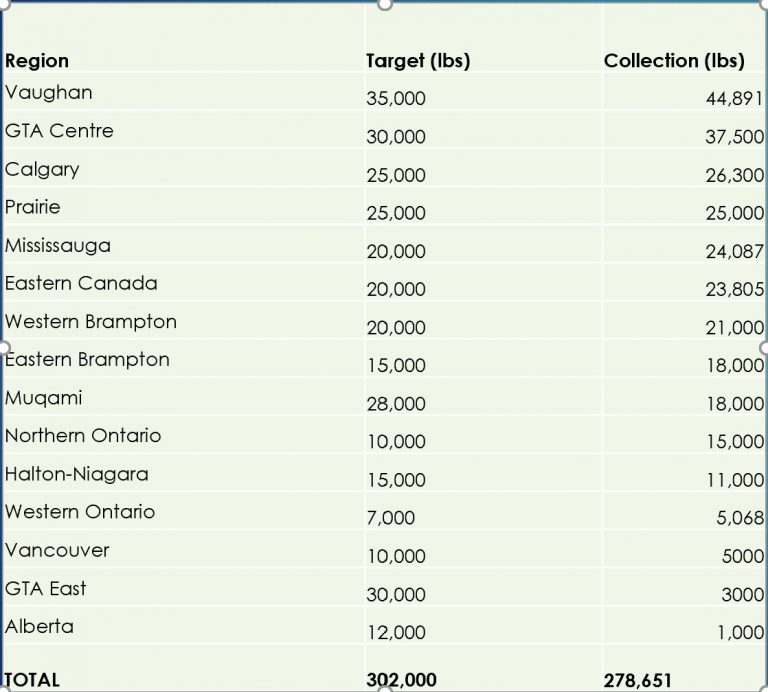 Region Target (lbs) Collection (lbs)
Vaughan 35,000 44,891
GTA Centre 30,000 37,500
Calgary 25,000 26,300
Prairie 25,000 25,000
Mississauga 20,000 24,087
Eastern Canada 20,000 23,805
Western Brampton 20,000 21,000
Eastern Brampton 15,000 18,000
Muqami 28,000 18,000
Northern Ontario 10,000 15,000
Halton-Niagara 15,000 11,000
Western Ontario 7,000 5,068
Vancouver 10,000 5000
GTA East 30,000 3000
Alberta 12,000 1,000
TOTAL 302,000 278,651